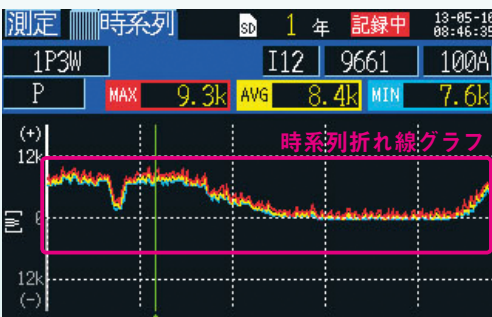 測定 時系列 SD 1 年 記録中 13-05-16 08:46:35
1P3W I12 9661 100A
P MAX 9.3k AVG 8.4k MIN 7.6k
(+)
12k
時系列折れ線グラフ
[W] 0
12k
(-)